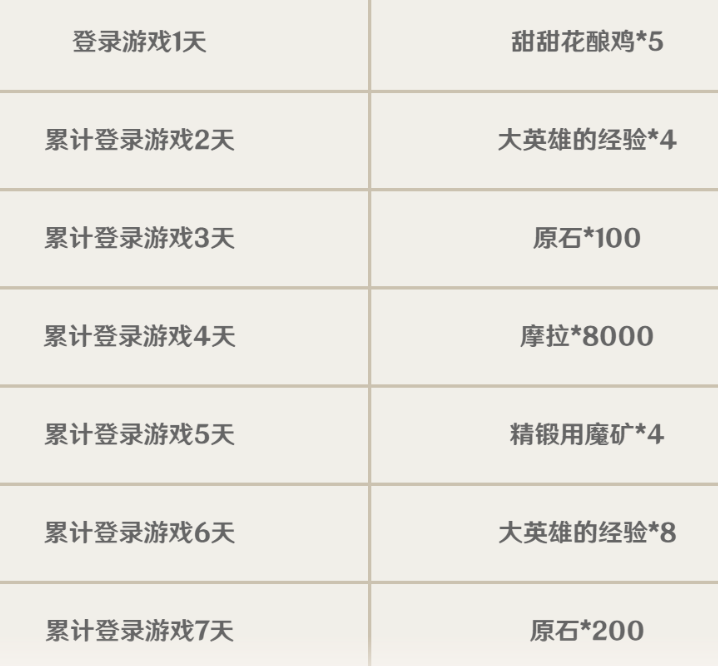 登录游戏1天 甜甜花酿鸡*5
累计登录游戏2天 大英雄的经验*4
累计登录游戏3天 原石*100
累计登录游戏4天 摩拉*8000
累计登录游戏5天 精锻用魔矿*4
累计登录游戏6天 大英雄的经验*8
累计登录游戏7天 原石*200